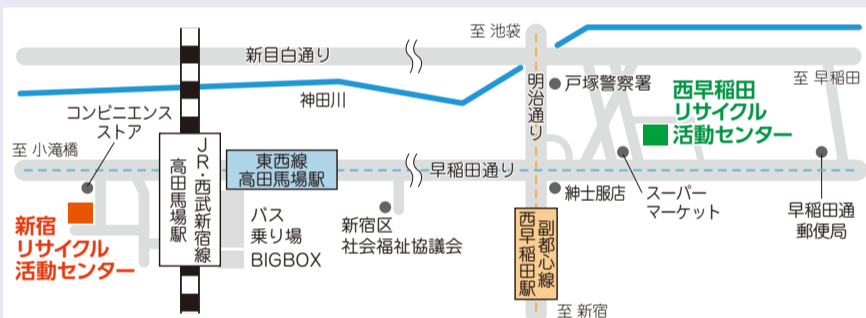 至 池袋
新目白通り
神田川
明治通り
戸塚警察署
西早稲田
リサイクル
活動センター
至 早稲田
コンビニエンス
ストア
至 小滝橋
JR・西武新宿線
高田馬場駅
東西線
高田馬場駅
早稲田通り
新宿
リサイクル
活動センター
バス
乗り場
BIGBOX
新宿区
社会福祉協議会
紳士服店
スーパー
マーケット
早稲田通
郵便局
副都心線
西早稲田駅
至 新宿